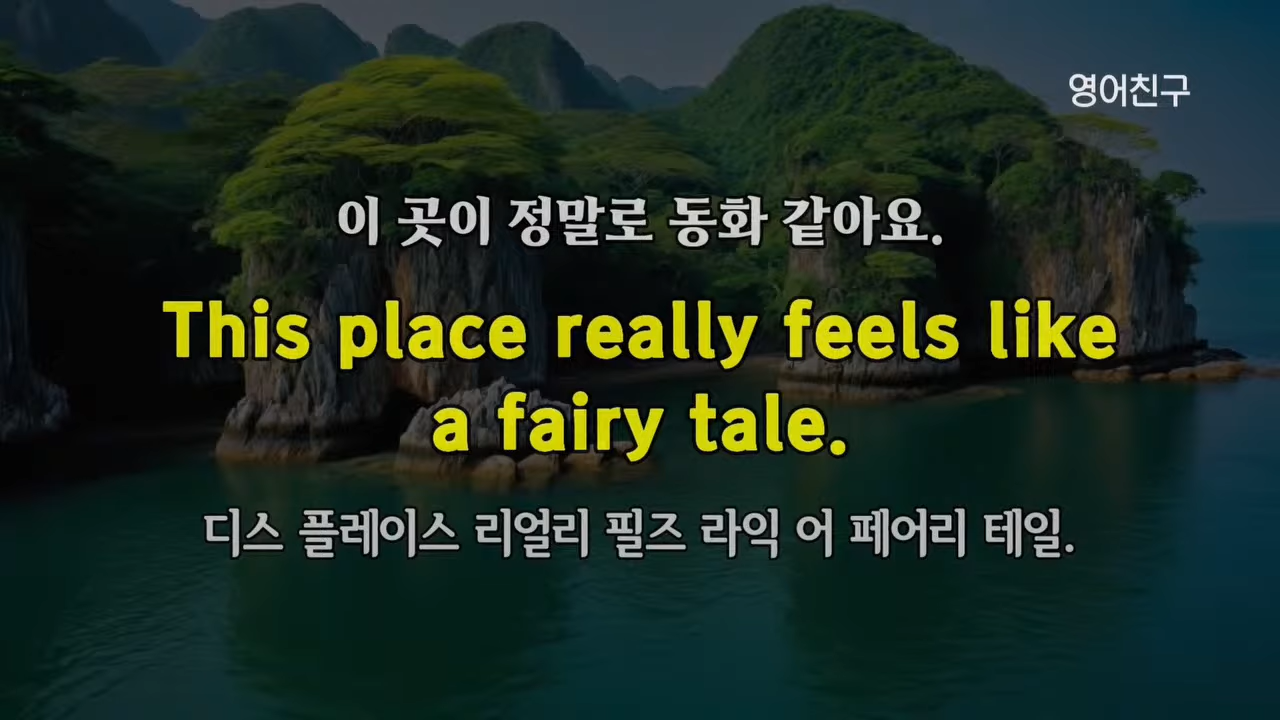 영어친구
이 곳이 정말로 동화 같아요.
This place really feels like
a fairy tale.
디스 플레이스 리얼리 필즈 라익 어 페어리 테일.